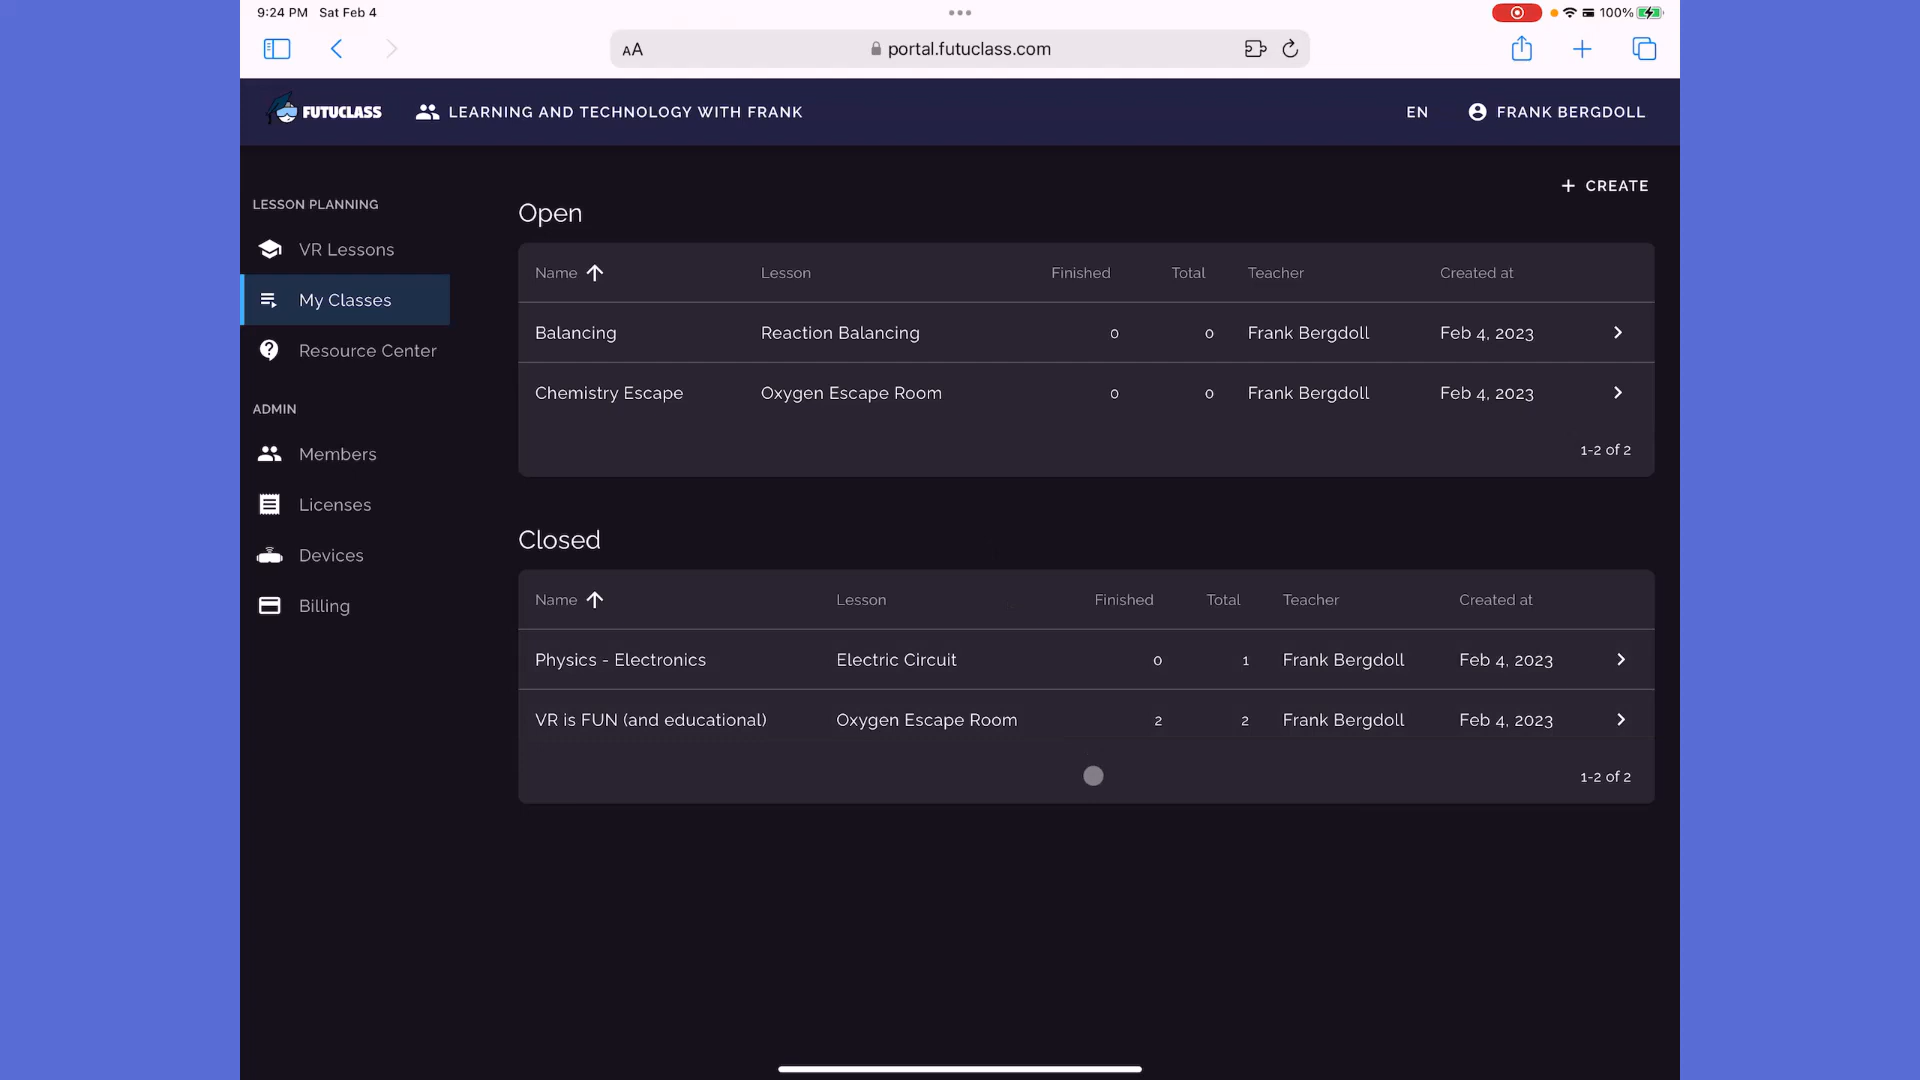 9:24 PM Sat Feb 4
100%
AA
portal.futuclass.com
FUTUCLASS
LEARNING AND TECHNOLOGY WITH FRANK
EN
FRANK BERGDOLL
LESSON PLANNING
VR Lessons
My Classes
Resource Center
ADMIN
Members
Licenses
Devices
Billing
+ CREATE
Open
Name Lesson Finished Total Teacher Created at
Balancing Reaction Balancing 0 0 Frank Bergdoll Feb 4, 2023
Chemistry Escape Oxygen Escape Room 0 0 Frank Bergdoll Feb 4, 2023
1-2 of 2
Closed
Name Lesson Finished Total Teacher Created at
Physics - Electronics Electric Circuit 0 1 Frank Bergdoll Feb 4, 2023
VR is FUN (and educational) Oxygen Escape Room 2 2 Frank Bergdoll Feb 4, 2023
1-2 of 2